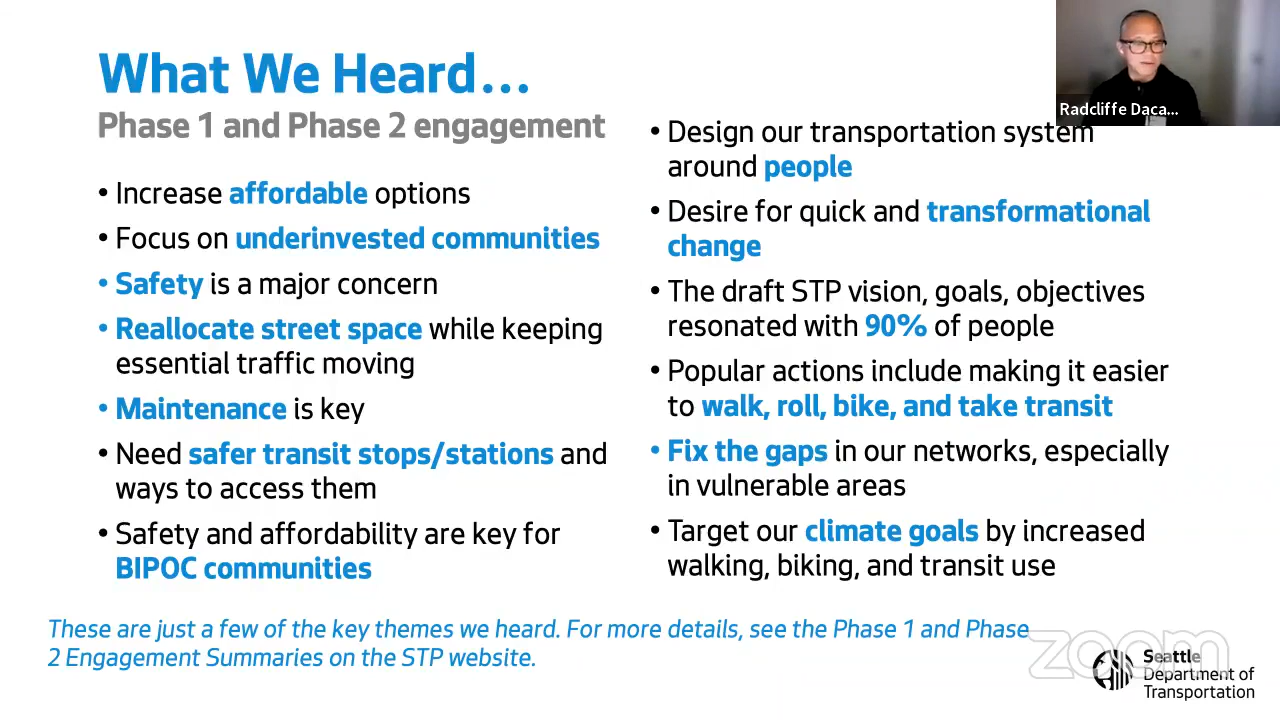 What We Heard…
Phase 1 and Phase 2 engagement
• Increase affordable options
• Focus on underinvested communities
• Safety is a major concern
• Reallocate street space while keeping
essential traffic moving
• Maintenance is key
• Need safer transit stops/stations and
ways to access them
• Safety and affordability are key for
BIPOC communities
• Design our transportation system
around people
• Desire for quick and transformational
change
• The draft STP vision, goals, objectives
resonated with 90% of people
• Popular actions include making it easier
to walk, roll, bike, and take transit
• Fix the gaps in our networks, especially
in vulnerable areas
• Target our climate goals by increased
walking, biking, and transit use
These are just a few of the key themes we heard. For more details, see the Phase 1 and Phase
2 Engagement Summaries on the STP website.
Radcliffe Daca...
zoom
Seattle
Department of
Transportation